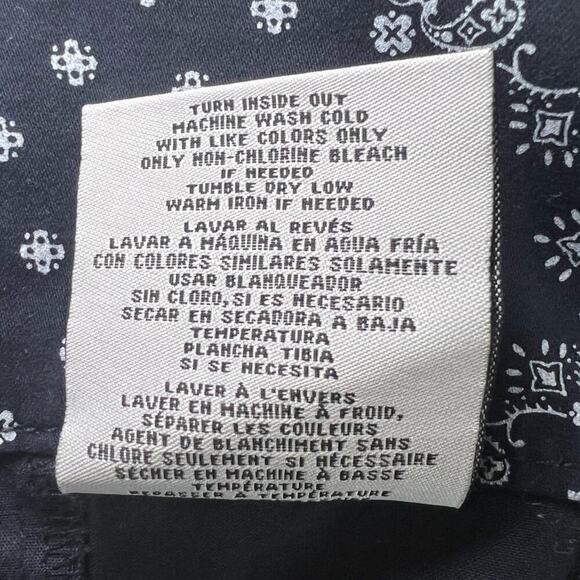 TURN INSIDE OUT
MACHINE WASH COLD
WITH LIKE COLORS ONLY
ONLY NON-CHLORINE BLEACH
IF NEEDED
TUMBLE DRY LOW
WARM IRON IF NEEDED
LAVAR AL REVÉS
LAVAR A MÁQUINA EN AGUA FRÍA
CON COLORES SIMILARES SOLAMENTE
USAR BLANQUEADOR
SIN CLORO, SI ES NECESARIO
SECAR EN SECADORA A BAJA
TEMPERATURA
PLANCHA TIBIA
SI SE NECESITA
LAVER À L'ENVERS
LAVER EN MACHINE À FROID,
SÉPARER LES COULEURS
AGENT DE BLANCHIMENT SANS
CHLORE SEULEMENT SI NÉCESSAIRE
SÉCHER EN MACHINE À BASSE
TEMPÉRATURE
REPASSER À TEMPÉRATURE